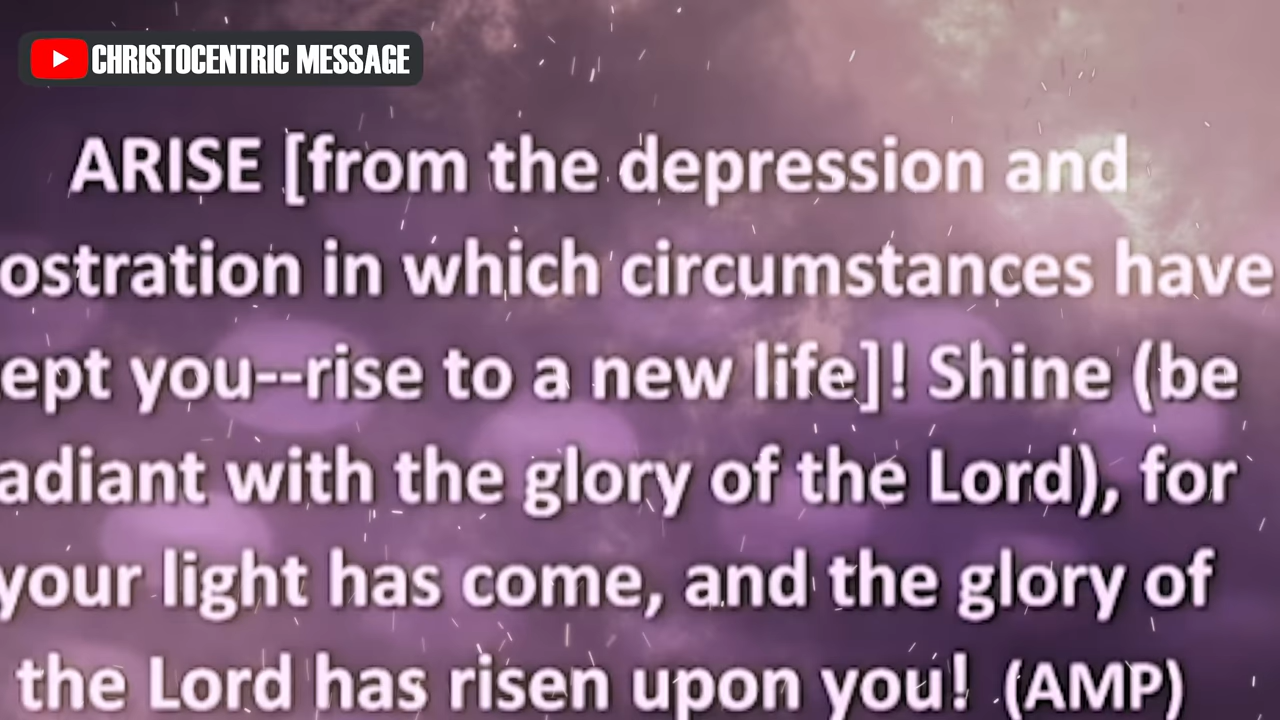 CHRISTOCENTRIC MESSAGE
ARISE [from the depression and
ostration in which circumstances have
ept you--rise to a new life]! Shine (be
adiant with the glory of the Lord), for
your light has come, and the glory of
the Lord has risen upon you! (AMP)